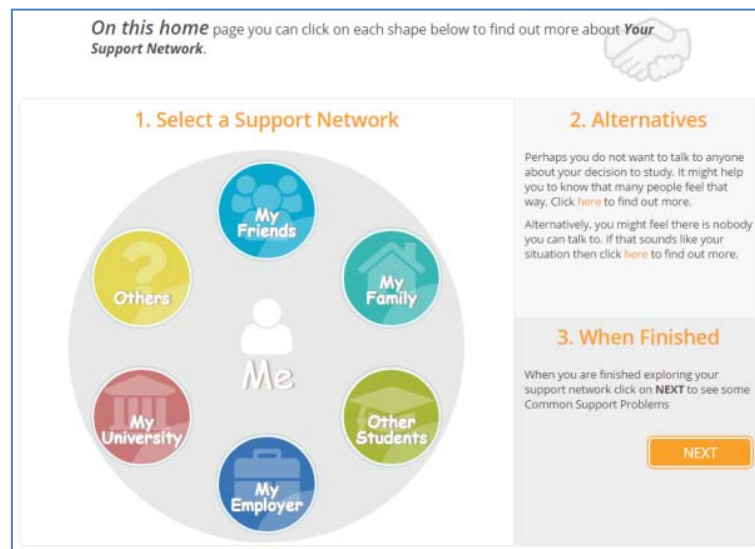 On this home page you can click on each shape below to find out more about Your
Support Network.
1. Select a Support Network
My
Friends
My
Family
Other
Students
My
Employer
My
University
Others
Me
2. Alternatives
Perhaps you do not want to talk to anyone
about your decision to study. It might help
you to know that many people feel that
way. Click here to find out more.
Alternatively, you might feel there is nobody
you can talk to. If that sounds like your
situation then click here to find out more.
3. When Finished
When you are finished exploring your
support network click on NEXT to see some
Common Support Problems
NEXT